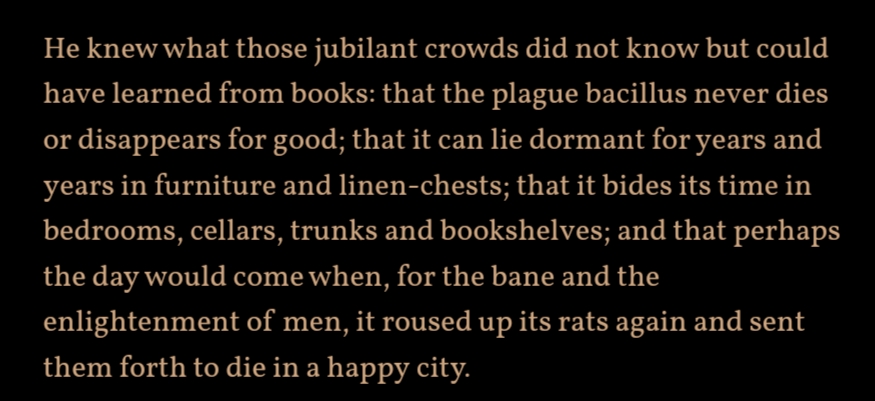 He knew what those jubilant crowds did not know but could
have learned from books: that the plague bacillus never dies
or disappears for good; that it can lie dormant for years and
years in furniture and linen-chests; that it bides its time in
bedrooms, cellars, trunks and bookshelves; and that perhaps
the day would come when, for the bane and the
enlightenment of men, it roused up its rats again and sent
them forth to die in a happy city.